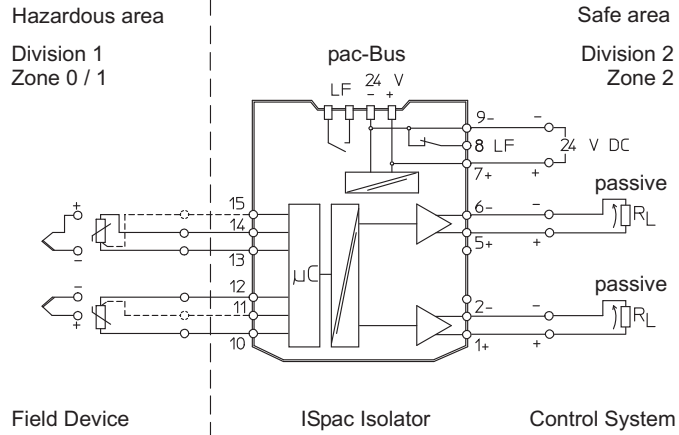 Hazardous area
Safe area
Division 1
Zone 0 / 1
pac-Bus
Division 2
Zone 2
LF
24 V
- +
9-
-
8 LF
24 V DC
7+
+
passive
+
15
6-
-
RL
14
5+
+
-
13
µC
-
12
passive
11
2-
-
RL
+
10
1+
+
Field Device
ISpac Isolator
Control System